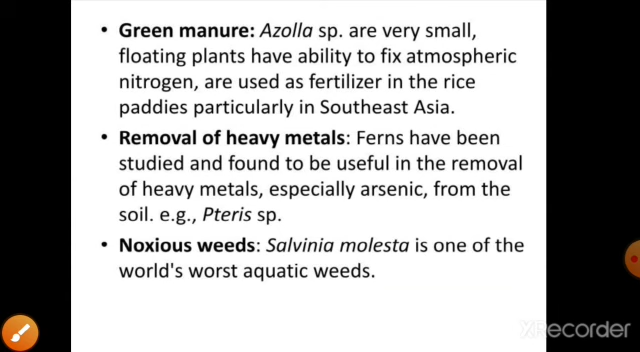 • Green manure: Azolla sp. are very small,
floating plants have ability to fix atmospheric
nitrogen, are used as fertilizer in the rice
paddies particularly in Southeast Asia.
• Removal of heavy metals: Ferns have been
studied and found to be useful in the removal
of heavy metals, especially arsenic, from the
soil. e.g., Pteris sp.
• Noxious weeds: Salvinia molesta is one of the
world's worst aquatic weeds.
XRecorder